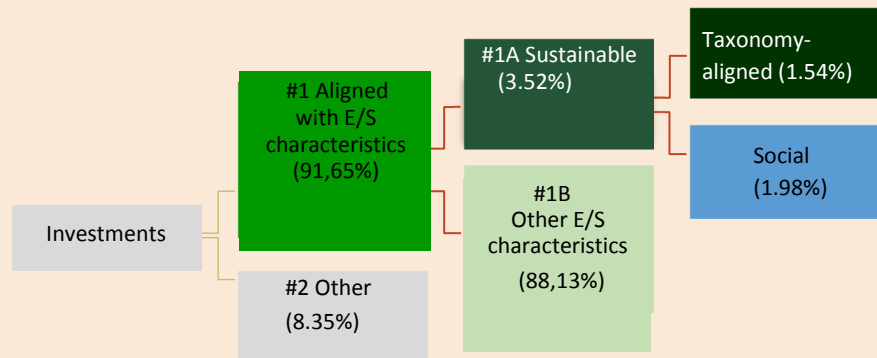 Investments
#1 Aligned
with E/S
characteristics
(91,65%)
#2 Other
(8.35%)
#1A Sustainable
(3.52%)
#1B
Other E/S
characteristics
(88,13%)
Taxonomy-
aligned (1.54%)
Social
(1.98%)